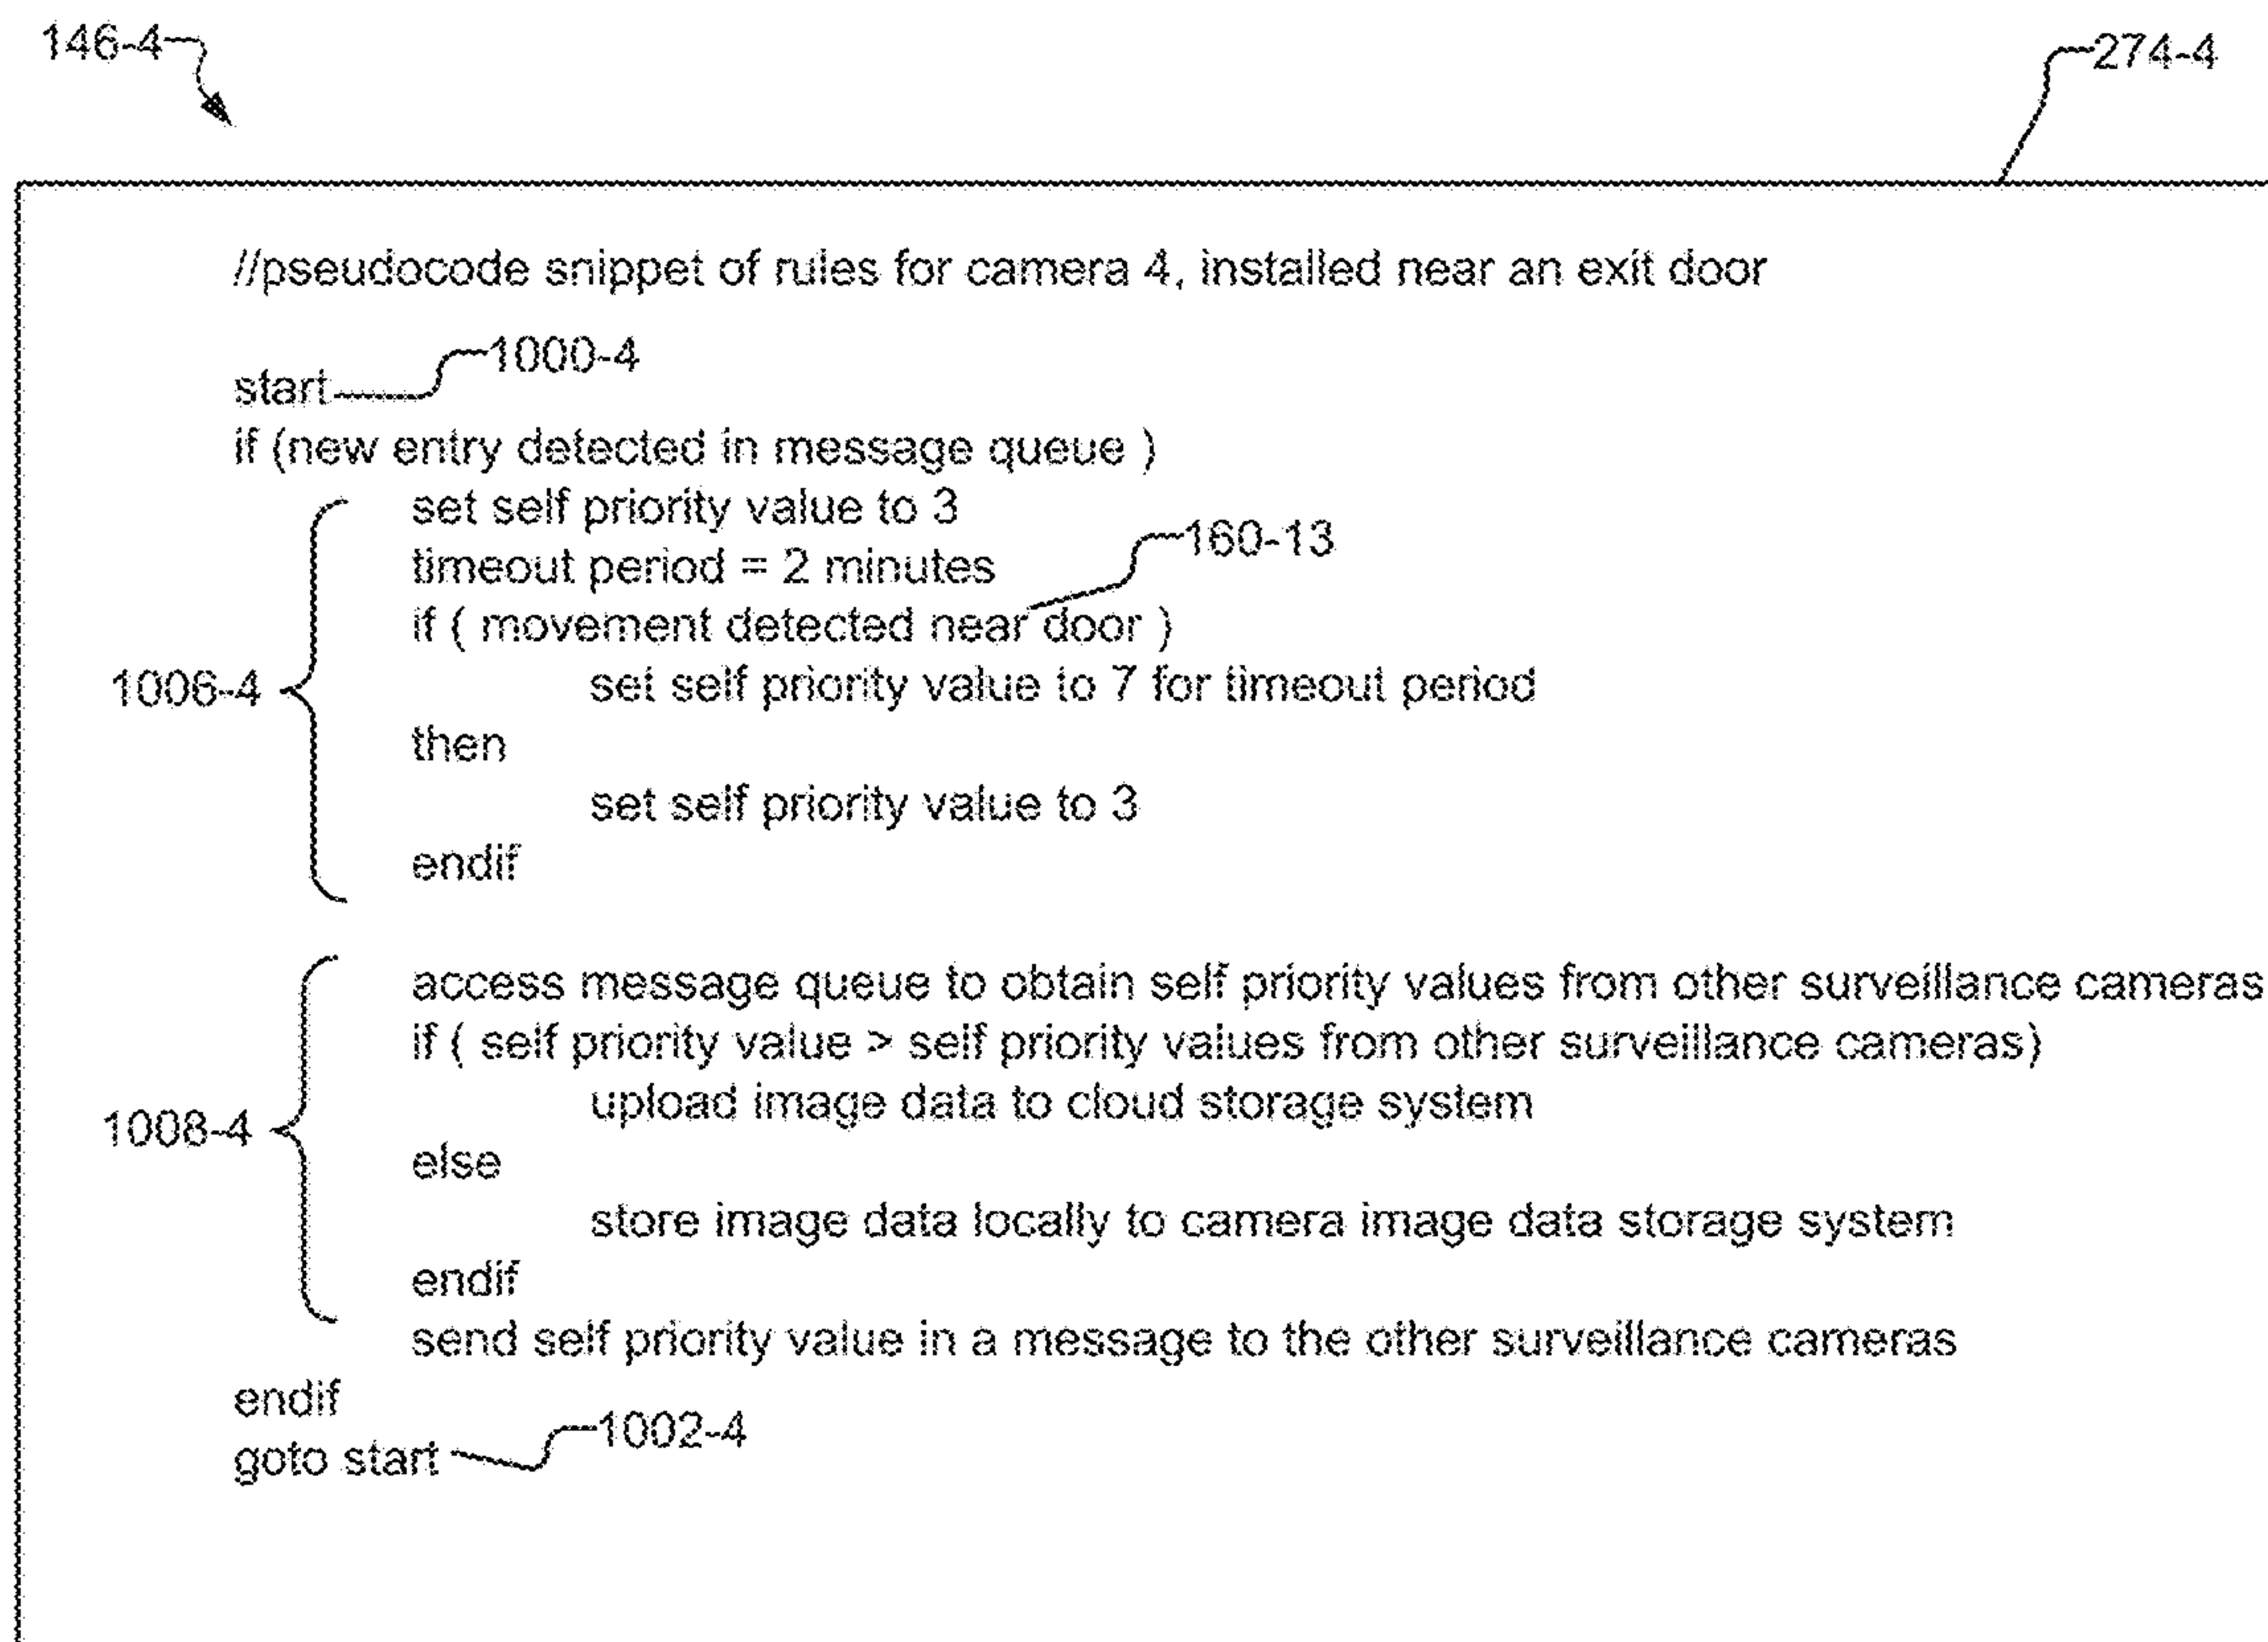 146-4
274-4
//pseudocode snippet of rules for camera 4, installed near an exit door
1000-4
start
if (new entry detected in message queue )
set self priority value to 3
160-13
timeout period = 2 minutes
if ( movement detected near door )
1006-4
set self priority value to 7 for timeout period
then
set self priority value to 3
endif
access message queue to obtain self priority values from other surveillance cameras
if ( self priority value > self priority values from other surveillance cameras)
upload image data to cloud storage system
1008-4
else
store image data locally to camera image data storage system
endif
send self priority value in a message to the other surveillance cameras
endif
1002-4
goto start